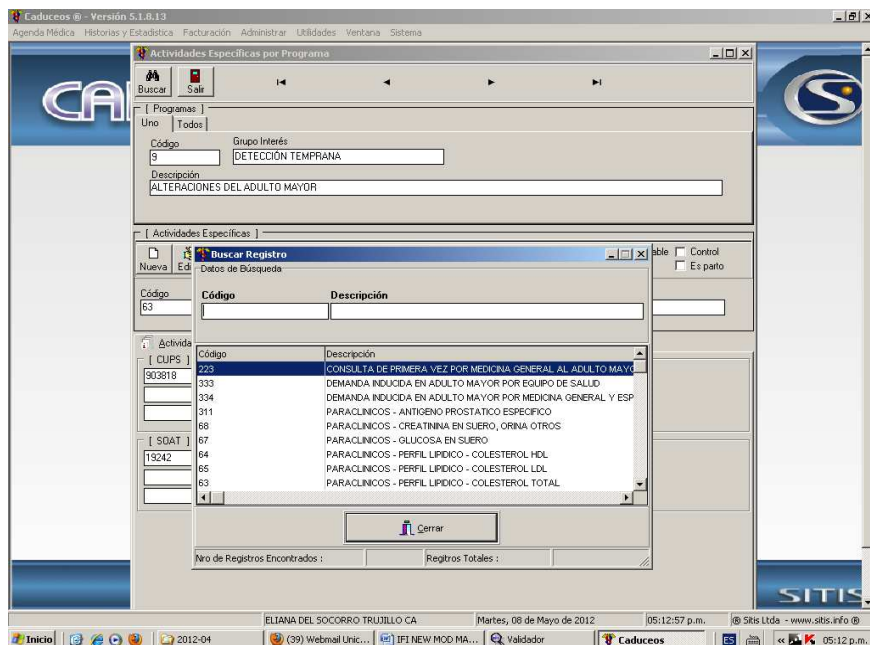 Caduceos ® - Versión 5.1.8.13
Agenda Médica Historias y Estadistica Facturación Administrar Utilidades Ventana Sistema
Actividades Específicas por Programa
Buscar Salir
[ Programas ]
Uno Todos
Código Grupo Interés
9 DETECCIÓN TEMPRANA
Descripción
ALTERACIONES DEL ADULTO MAYOR
[ Actividades Específicas ]
Nueva Edi able Control
Es parto
Código
63
Activida
[ CUPS ]
903818
[ SOAT ]
19242
Buscar Registro
Datos de Búsqueda
Código Descripción
Código Descripción
223 CONSULTA DE PRIMERA VEZ POR MEDICINA GENERAL AL ADULTO MAYO
333 DEMANDA INDUCIDA EN ADULTO MAYOR POR EQUIPO DE SALUD
334 DEMANDA INDUCIDA EN ADULTO MAYOR POR MEDICINA GENERAL Y ESP
311 PARACLINICOS - ANTIGENO PROSTATICO ESPECIFICO
68 PARACLINICOS - CREATININA EN SUERO, ORINA OTROS
67 PARACLINICOS - GLUCOSA EN SUERO
64 PARACLINICOS - PERFIL LIPIDICO - COLESTEROL HDL
65 PARACLINICOS - PERFIL LIPIDICO - COLESTEROL LDL
63 PARACLINICOS - PERFIL LIPIDICO - COLESTEROL TOTAL
Cerrar
Nro de Registros Encontrados : Regitros Totales :
CA
SITIS
ELIANA DEL SOCORRO TRUJILLO CA Martes, 08 de Mayo de 2012 05:12:57 p.m. ® Sitis Ltda - www.sitis.info ®
Inicio 2012-04 (39) Webmail Unic... IFI NEW MOD MA... Validador Caduceos ES « 05:12 p.m.